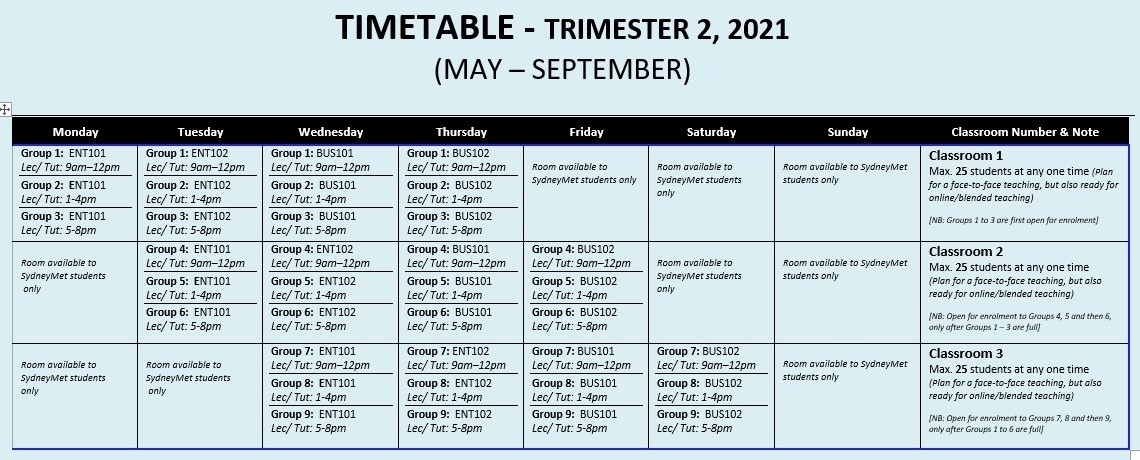 TIMETABLE - TRIMESTER 2, 2021
(MAY – SEPTEMBER)
Monday
Tuesday
Wednesday
Thursday
Friday
Saturday
Sunday
Classroom Number & Note
Group 1: ENT101
Lec/ Tut: 9am–12pm
Group 2: ENT101
Lec/ Tut: 1-4pm
Group 3: ENT101
Lec/ Tut: 5-8pm
Group 1: ENT102
Lec/ Tut: 9am–12pm
Group 2: ENT102
Lec/ Tut: 1-4pm
Group 3: ENT102
Lec/ Tut: 5-8pm
Group 1: BUS101
Lec/ Tut: 9am–12pm
Group 2: BUS101
Lec/ Tut: 1-4pm
Group 3: BUS101
Lec/ Tut: 5-8pm
Group 1: BUS102
Lec/ Tut: 9am–12pm
Group 2: BUS102
Lec/ Tut: 1-4pm
Group 3: BUS102
Lec/ Tut: 5-8pm
Room available to
SydneyMet students only
Room available to
SydneyMet students
only
Room available to SydneyMet
students only
Classroom 1
Max. 25 students at any one time (Plan
for a face-to-face teaching, but also ready for
online/blended teaching)
[NB: Groups 1 to 3 are first open for enrolment]
Room available to
SydneyMet students
only
Group 4: ENT101
Lec/ Tut: 9am–12pm
Group 5: ENT101
Lec/ Tut: 1-4pm
Group 6: ENT101
Lec/ Tut: 5-8pm
Group 4: ENT102
Lec/ Tut: 9am–12pm
Group 5: ENT102
Lec/ Tut: 1-4pm
Group 6: ENT102
Lec/ Tut: 5-8pm
Group 4: BUS101
Lec/ Tut: 9am–12pm
Group 5: BUS101
Lec/ Tut: 1-4pm
Group 6: BUS101
Lec/ Tut: 5-8pm
Group 4: BUS102
Lec/ Tut: 9am–12pm
Group 5: BUS102
Lec/ Tut: 1-4pm
Group 6: BUS102
Lec/ Tut: 5-8pm
Room available to
SydneyMet students
only
Room available to SydneyMet
students only
Classroom 2
Max. 25 students at any one time
(Plan for a face-to-face teaching, but also
ready for online/blended teaching)
[NB: Open for enrolment to Groups 4, 5 and then 6,
only after Groups 1 – 3 are full]
Room available to
SydneyMet students
only
Room available to
SydneyMet students
only
Group 7: ENT101
Lec/ Tut: 9am–12pm
Group 8: ENT101
Lec/ Tut: 1-4pm
Group 9: ENT101
Lec/ Tut: 5-8pm
Group 7: ENT102
Lec/ Tut: 9am–12pm
Group 8: ENT102
Lec/ Tut: 1-4pm
Group 9: ENT102
Lec/ Tut: 5-8pm
Group 7: BUS101
Lec/ Tut: 9am–12pm
Group 8: BUS101
Lec/ Tut: 1-4pm
Group 9: BUS101
Lec/ Tut: 5-8pm
Group 7: BUS102
Lec/ Tut: 9am–12pm
Group 8: BUS102
Lec/ Tut: 1-4pm
Group 9: BUS102
Lec/ Tut: 5-8pm
Room available to SydneyMet
students only
Classroom 3
Max. 25 students at any one time
(Plan for a face-to-face teaching, but also
ready for online/blended teaching)
[NB: Open for enrolment to Groups 7, 8 and then 9,
only after Groups 1 to 6 are full]